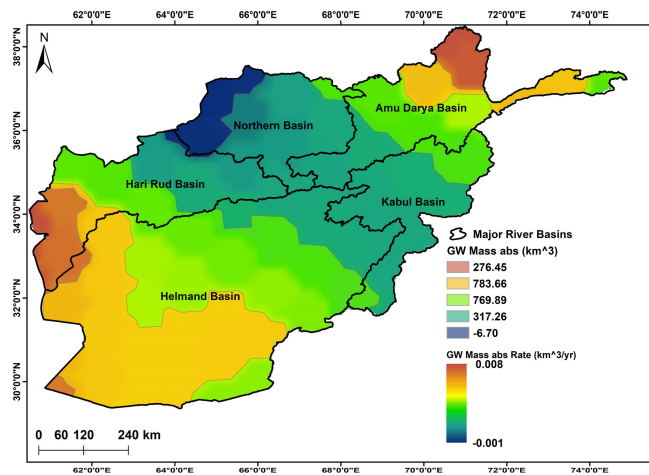 62°0'0"E 64°0'0"E 66°0'0"E 68°0'0"E 70°0'0"E 72°0'0"E 74°0'0"E
N
38°0'0"N
36°0'0"N
34°0'0"N
32°0'0"N
30°0'0"N
Amu Darya Basin
Northern Basin
Hari Rud Basin
Kabul Basin
Helmand Basin
Major River Basins
GW Mass abs (km^3)
276.45
783.66
769.89
317.26
-6.70
GW Mass abs Rate (km^3/yr)
0.008
-0.001
0 60 120 240 km
62°0'0"E 64°0'0"E 66°0'0"E 68°0'0"E 70°0'0"E 72°0'0"E 74°0'0"E